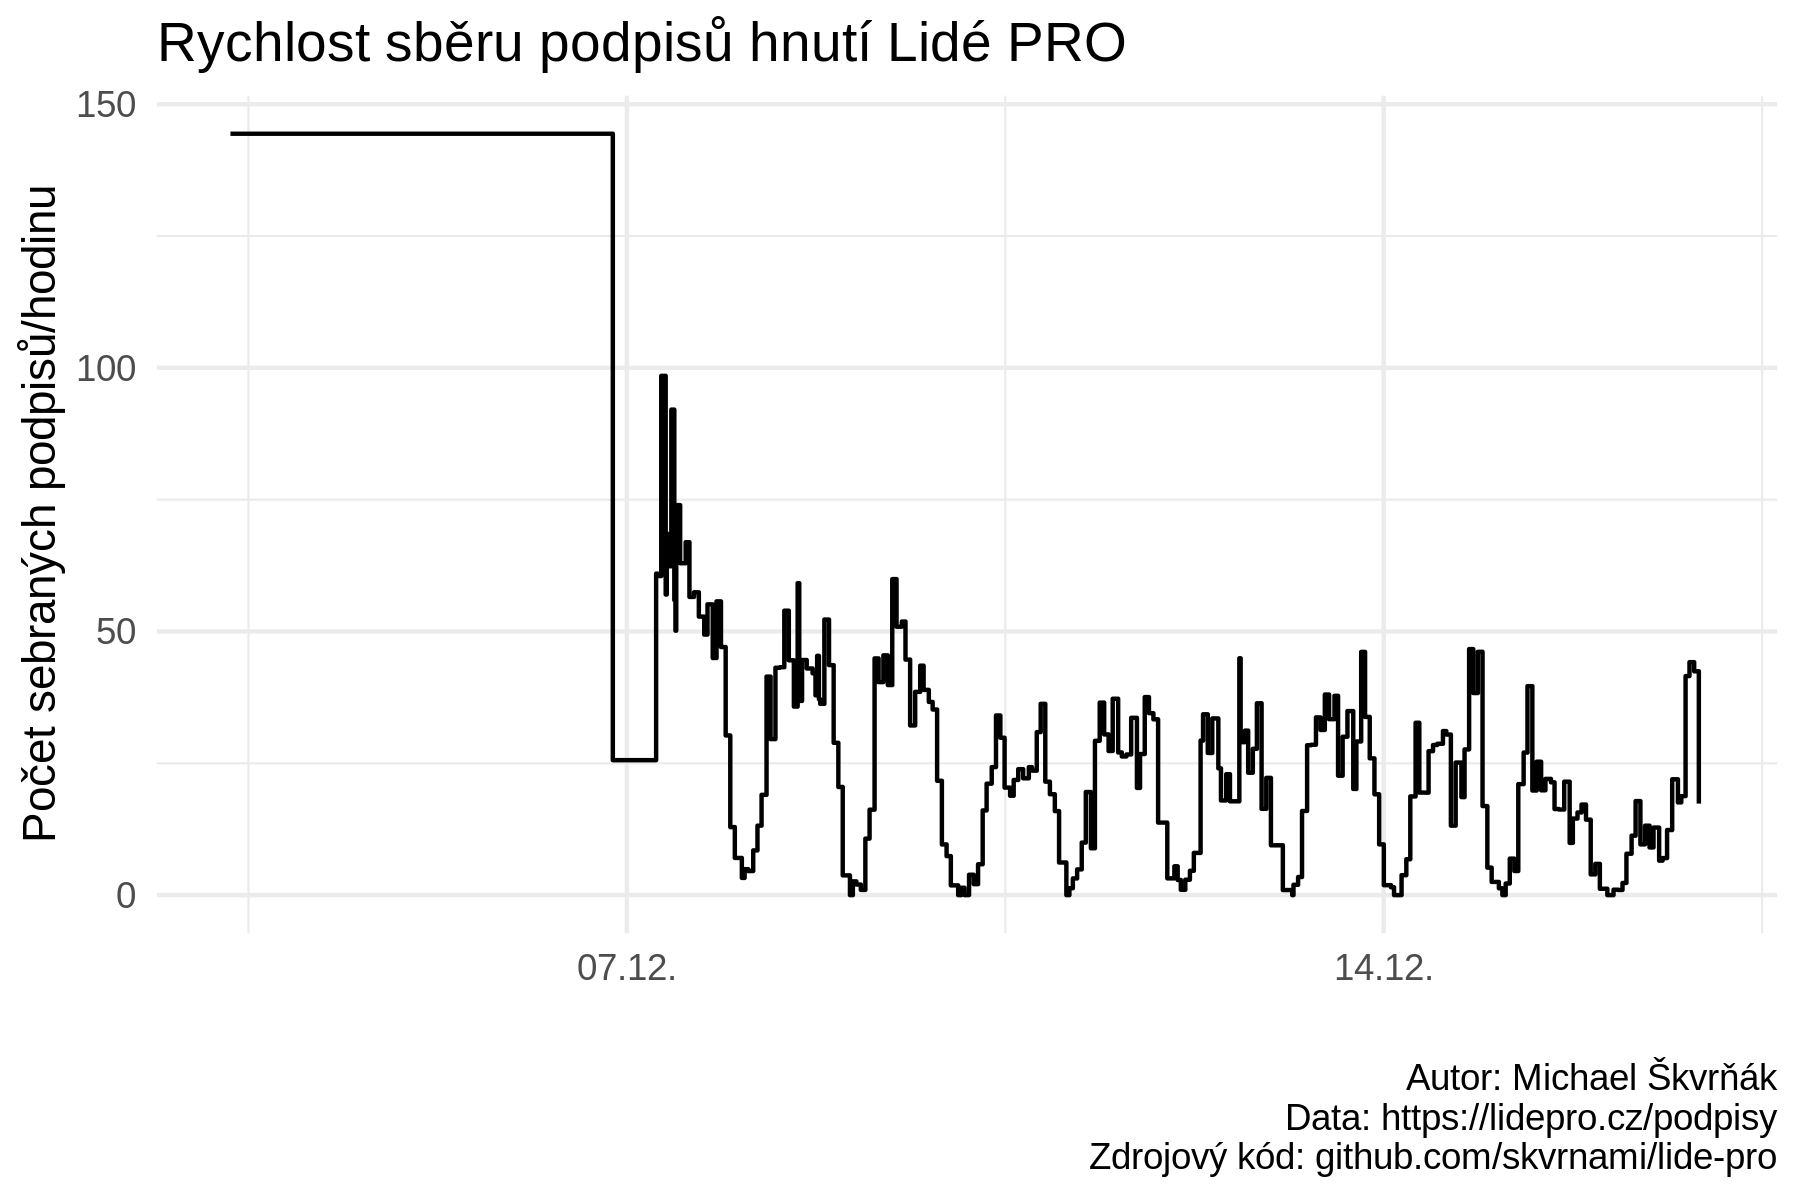 Rychlost sběru podpisů hnutí Lidé PRO
Počet sebraných podpisů/hodinu
150
100
50
0
07.12.
14.12.
Autor: Michael Škvrňák
Data: https://lidepro.cz/podpisy
Zdrojový kód: github.com/skvrnami/lide-pro